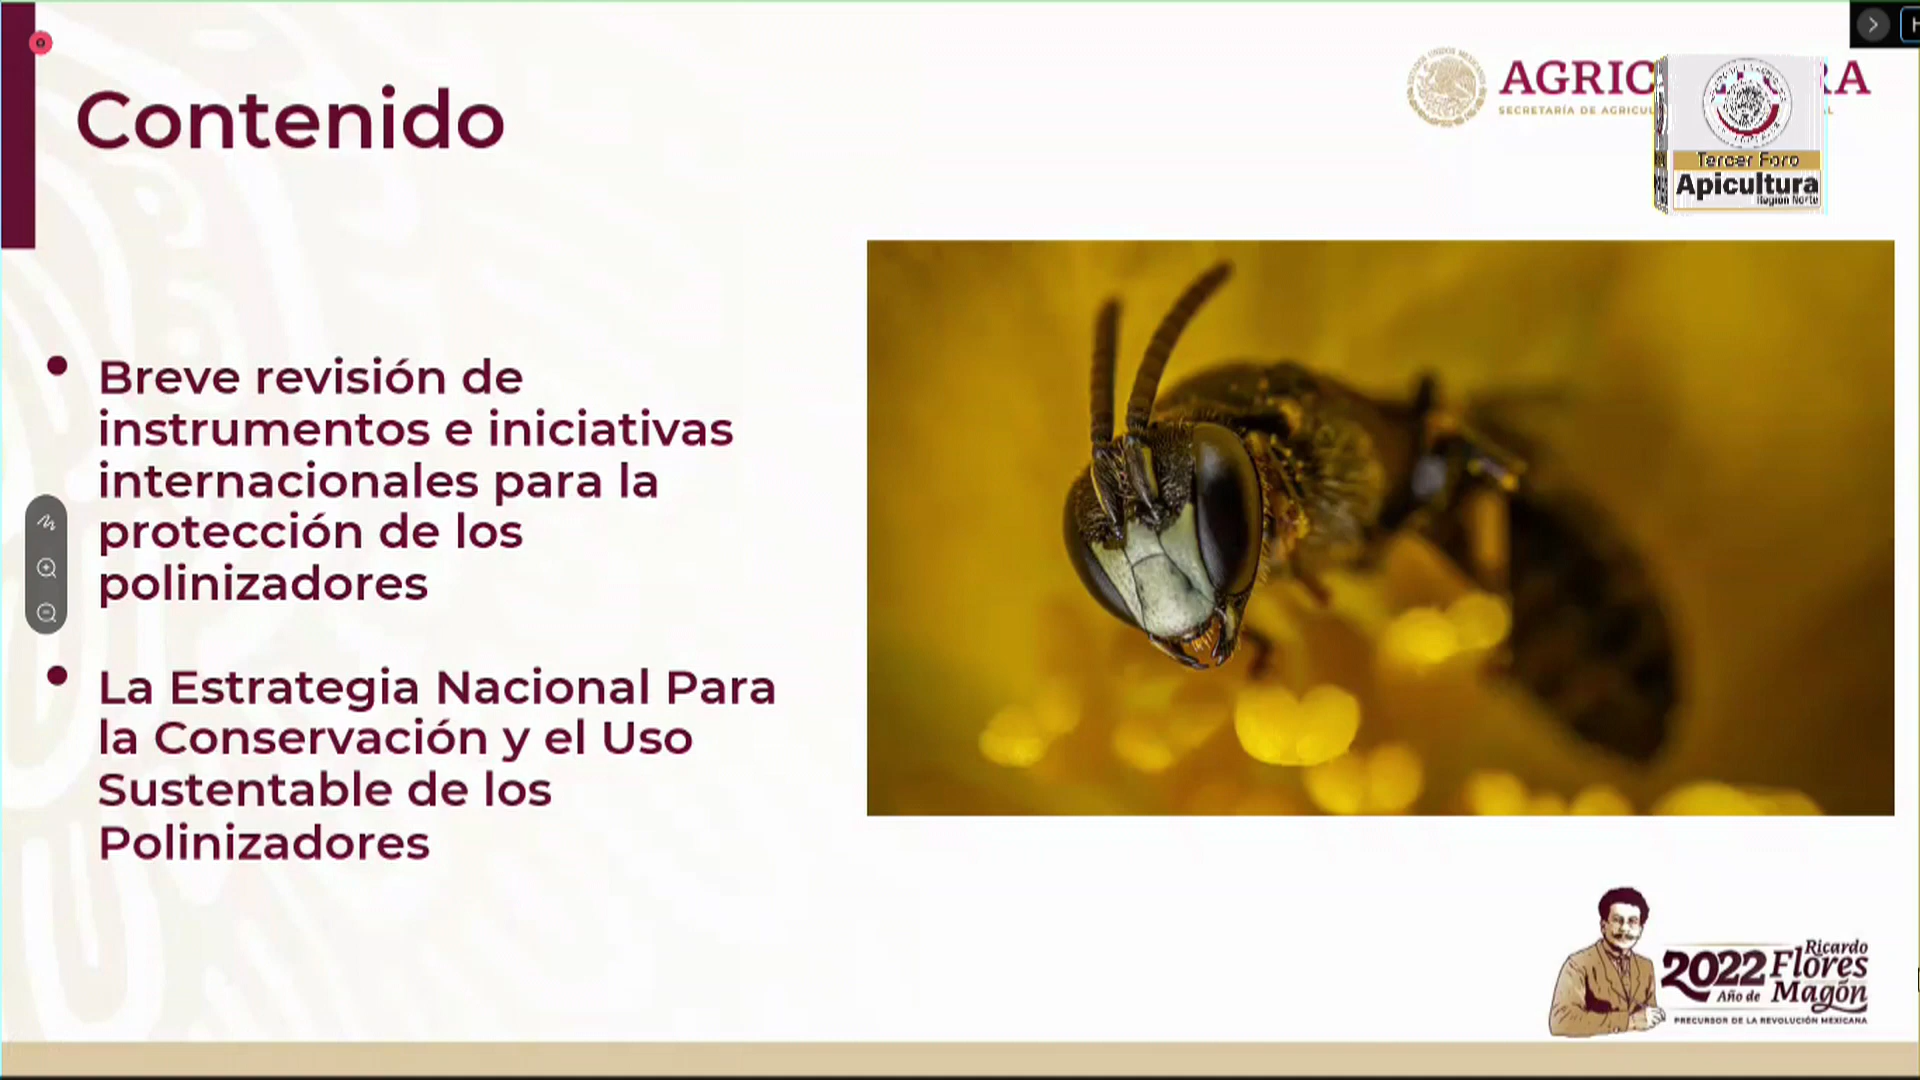 Contenido
AGRIC
RA
SECRETARÍA DE
Tercer Foro
Apicultura
Región Norte
Breve revisión de
instrumentos e iniciativas
internacionales para la
protección de los
polinizadores
La Estrategia Nacional Para
la Conservación y el Uso
Sustentable de los
Polinizadores
2022
Año de
Ricardo
Flores
Magón
PRECURSOR DE LA REVOLUCIÓN MEXICANA